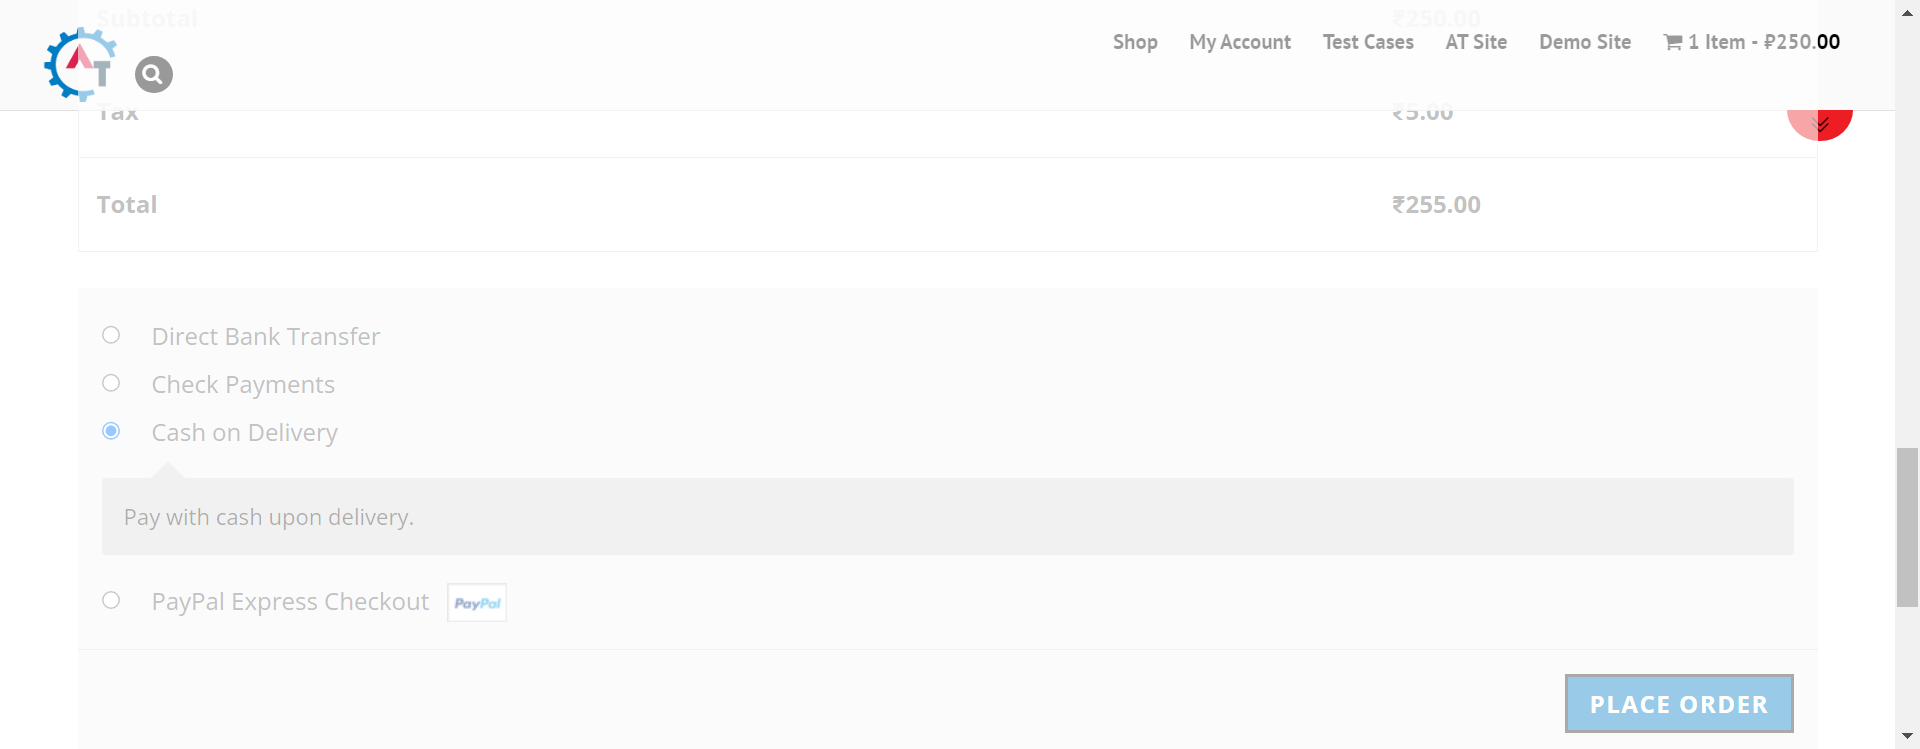 Subtotal ₹250.00
AT
Shop My Account Test Cases AT Site Demo Site 1 Item - ₽250.00
Tax ₹5.00
Total ₹255.00
Direct Bank Transfer
Check Payments
Cash on Delivery
Pay with cash upon delivery.
PayPal Express Checkout PayPal
PLACE ORDER